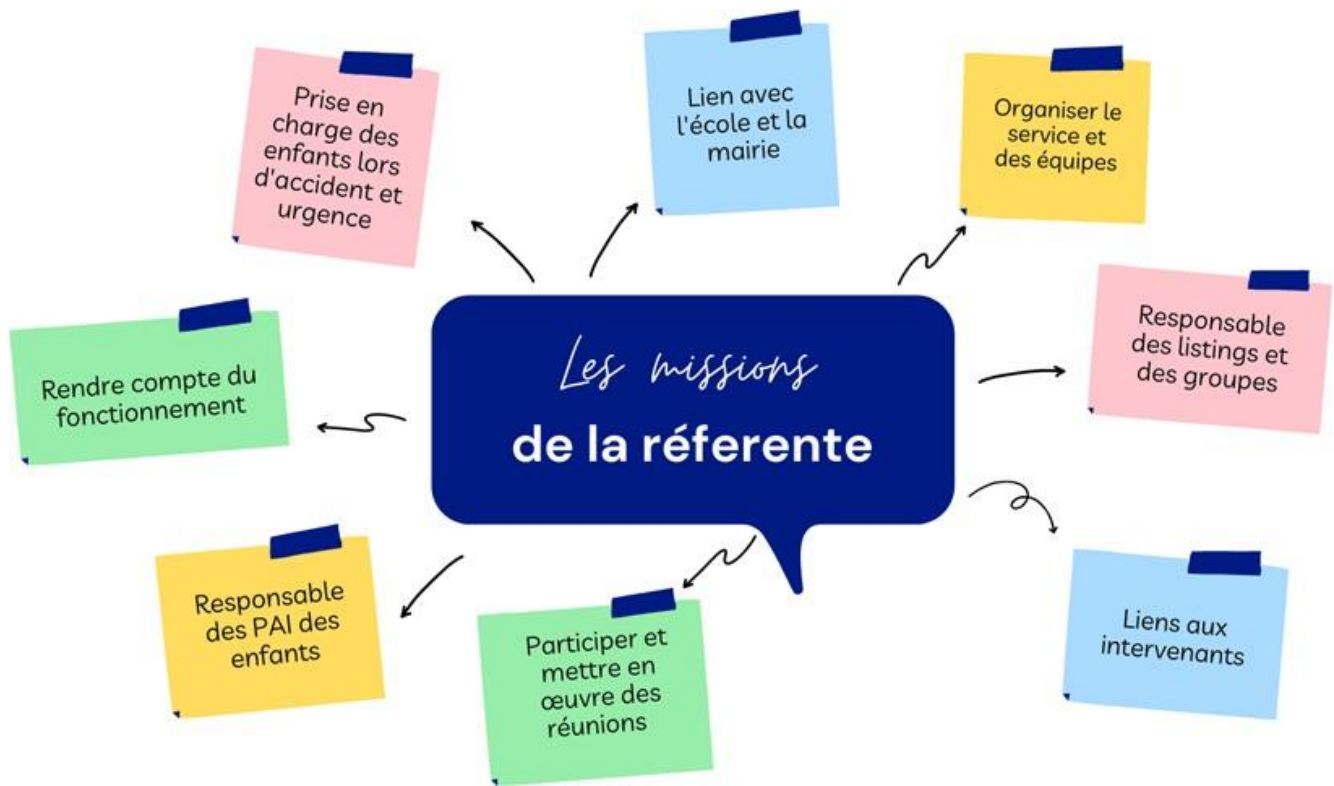 Prise en
charge des
enfants lors
d'accident et
urgence
Lien avec
l'école et la
mairie
Organiser le
service et
des équipes
Responsable
des listings et
des groupes
Les missions
de la réferente
Rendre compte du
fonctionnement
Responsable
des PAI des
enfants
Participer et
mettre en
œuvre des
réunions
Liens aux
intervenants